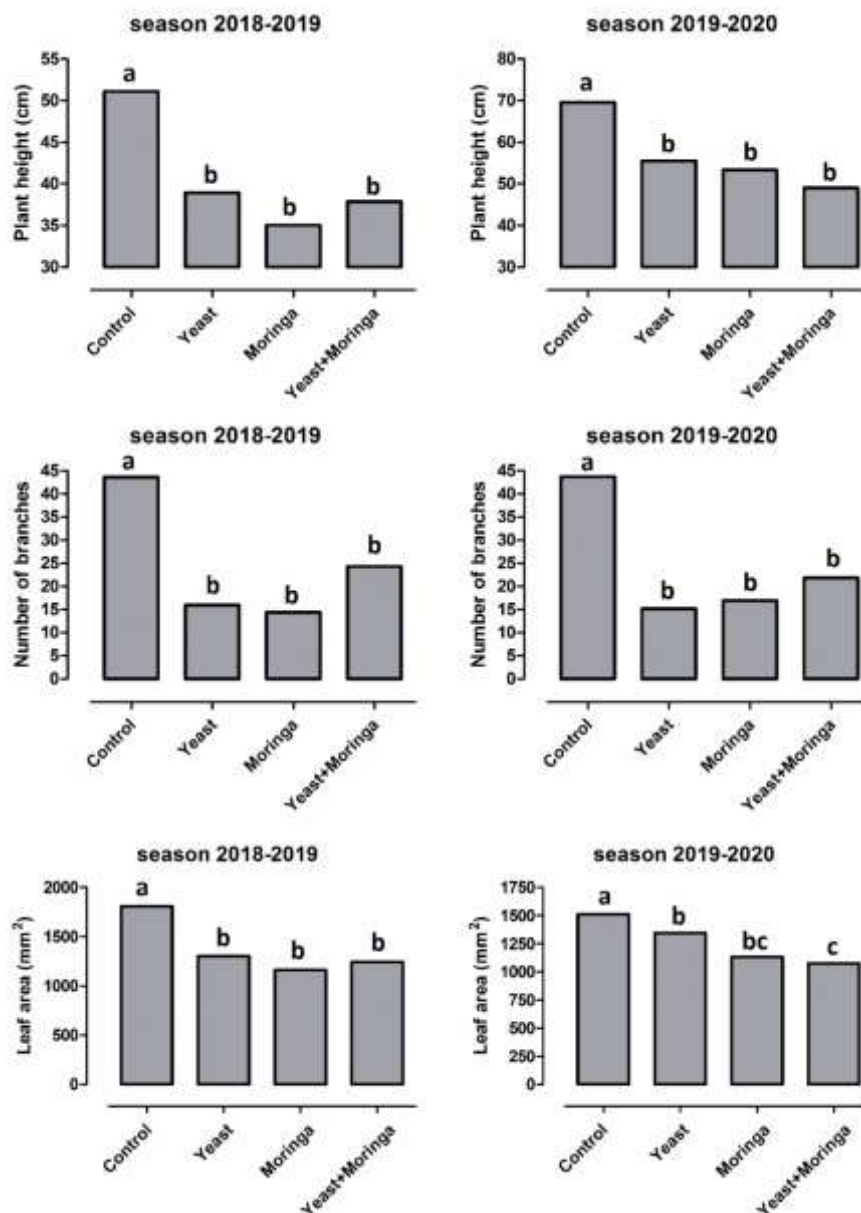 season 2018-2019
Plant height (cm)
55
50
45
40
35
30
a
b
b
b
Control
Yeast
Moringa
Yeast+Moringa
season 2019-2020
Plant height (cm)
80
70
60
50
40
30
a
b
b
b
Control
Yeast
Moringa
Yeast+Moringa
season 2018-2019
Number of branches
45
40
35
30
25
20
15
10
5
0
a
b
b
b
Control
Yeast
Moringa
Yeast+Moringa
season 2019-2020
Number of branches
45
40
35
30
25
20
15
10
5
0
a
b
b
b
Control
Yeast
Moringa
Yeast+Moringa
season 2018-2019
Leaf area (mm²)
2000
1500
1000
500
0
a
b
b
b
Control
Yeast
Moringa
Yeast+Moringa
season 2019-2020
Leaf area (mm²)
1750
1500
1250
1000
750
500
250
0
a
b
bc
c
Control
Yeast
Moringa
Yeast+Moringa